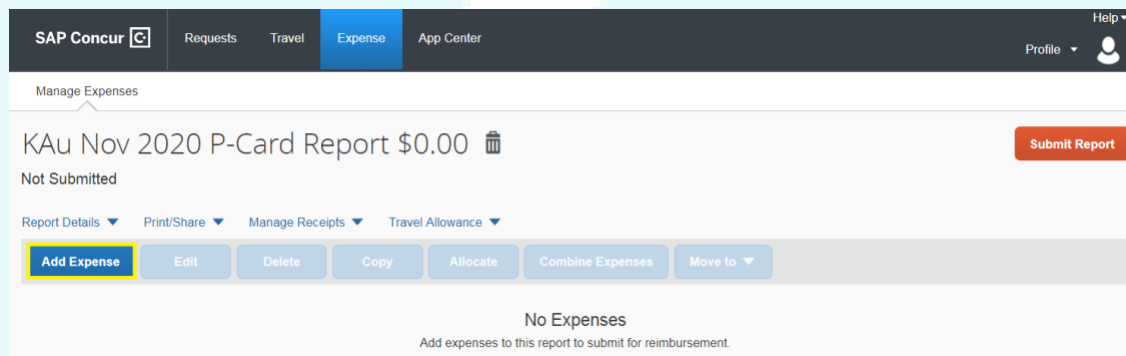 Help
SAP Concur C Requests Travel Expense App Center
Profile
Manage Expenses
KAu Nov 2020 P-Card Report $0.00
Submit Report
Not Submitted
Report Details Print/Share Manage Receipts Travel Allowance
Add Expense Edit Delete Copy Allocate Combine Expenses Move to
No Expenses
Add expenses to this report to submit for reimbursement.